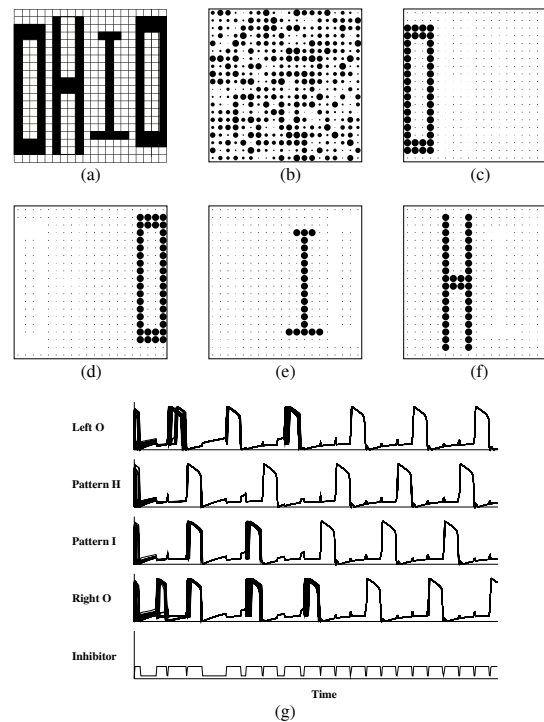 OHIO
(a)
(b)
(c)
O
(d)
I
(e)
H
(f)
O
Left O
Pattern H
Pattern I
Right O
Inhibitor
Time
(g)